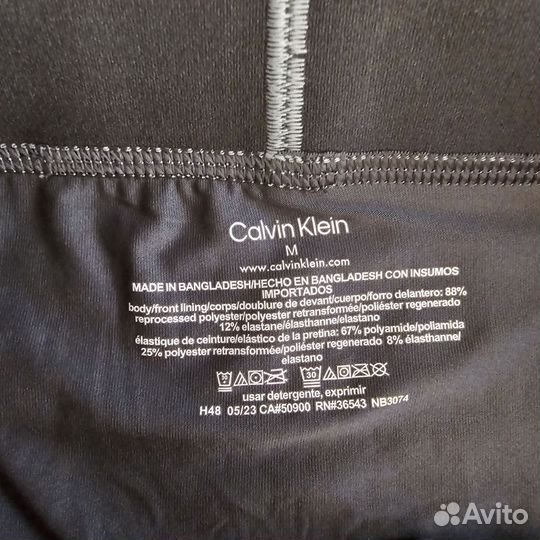 Calvin Klein
M
www.calvinklein.com
MADE IN BANGLADESH/HECHO EN BANGLADESH CON INSUMOS
IMPORTADOS
body/front lining/corps/doublure de devant/cuerpo/forro delantero: 88%
reprocessed polyester/polyester retransformée/poliéster regenerado
12% elastane/élasthanne/elastano
élastique de ceinture/elástico de la pretina: 67% polyamide/poliamida
25% polyester retransformée/poliéster regenerado 8% élasthanne/
elastano
30
usar detergente, exprimir
H48 05/23 CA#50900 RN#36543 NB3074
Avito